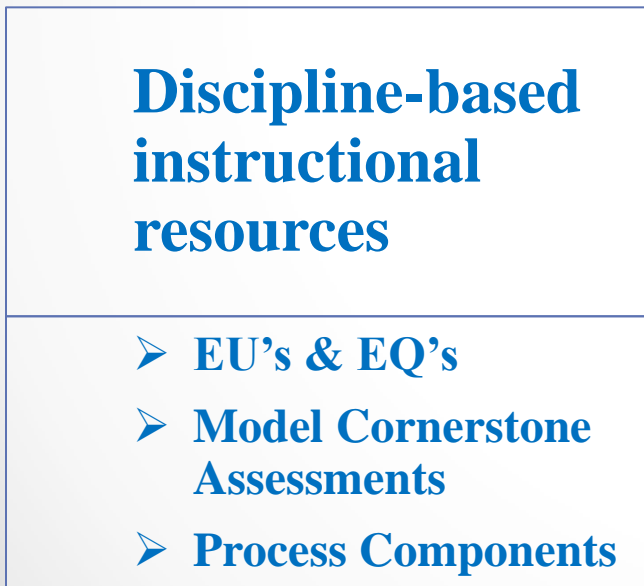 Discipline-based
instructional
resources
➢ EU’s & EQ’s
➢ Model Cornerstone
Assessments
➢ Process Components